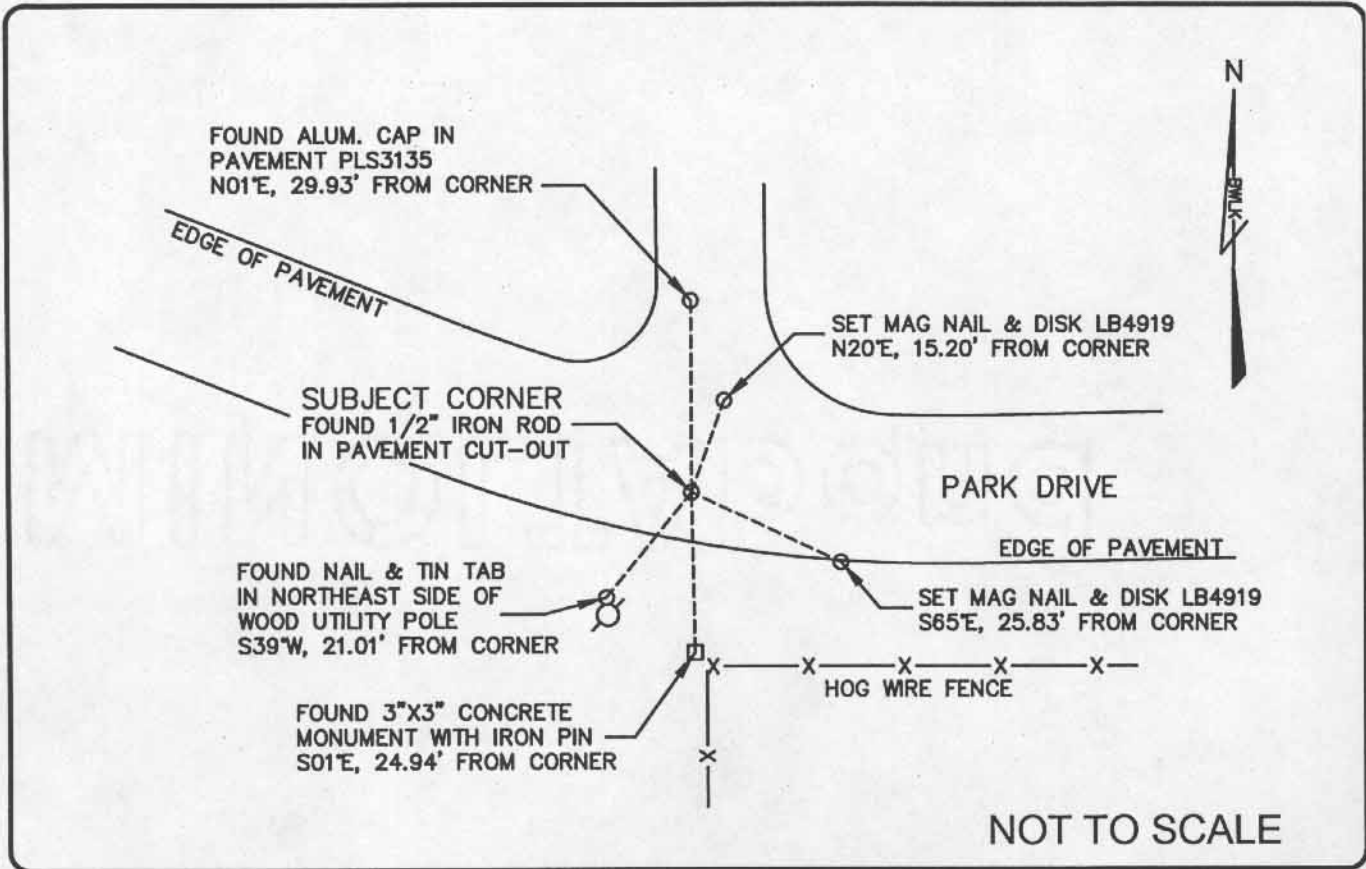 N
BWLK
FOUND ALUM. CAP IN
PAVEMENT PLS3135
N01°E, 29.93' FROM CORNER
EDGE OF PAVEMENT
SET MAG NAIL & DISK LB4919
N20°E, 15.20' FROM CORNER
SUBJECT CORNER
FOUND 1/2" IRON ROD
IN PAVEMENT CUT-OUT
PARK DRIVE
EDGE OF PAVEMENT
FOUND NAIL & TIN TAB
IN NORTHEAST SIDE OF
WOOD UTILITY POLE
S39°W, 21.01' FROM CORNER
SET MAG NAIL & DISK LB4919
S65°E, 25.83' FROM CORNER
HOG WIRE FENCE
FOUND 3"X3" CONCRETE
MONUMENT WITH IRON PIN
S01°E, 24.94' FROM CORNER
NOT TO SCALE